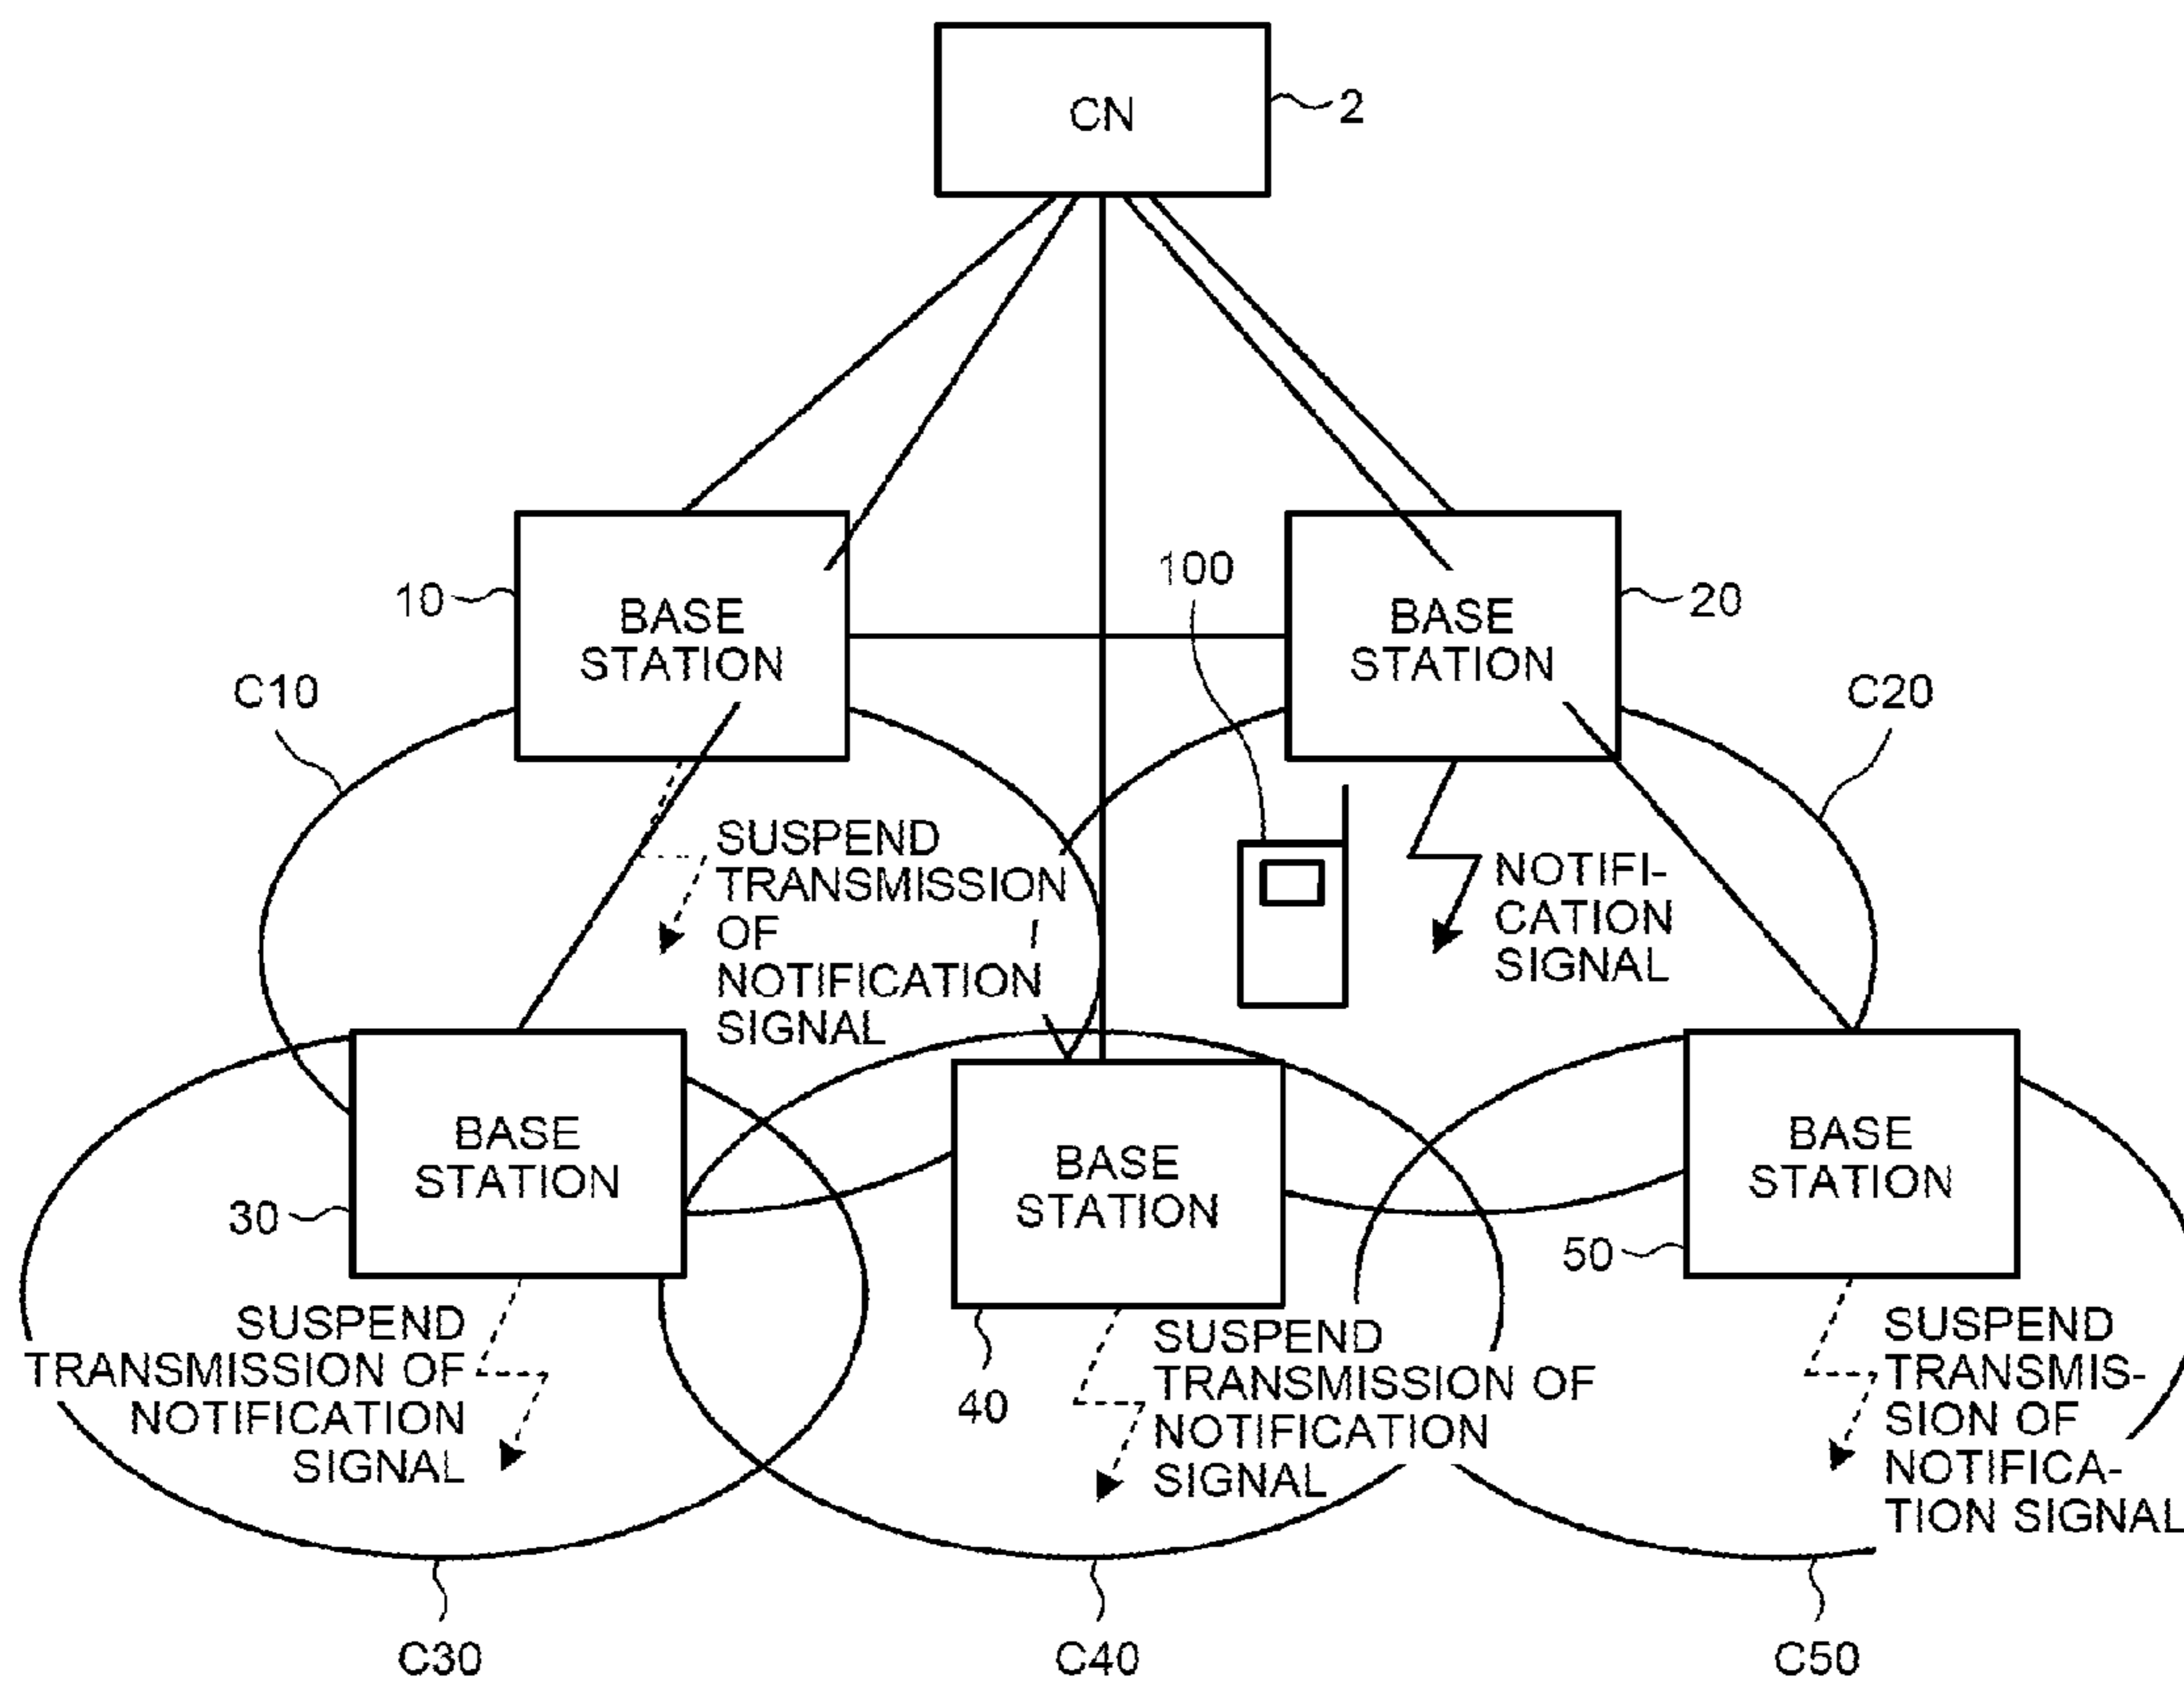 CN
2
10
BASE
STATION
100
BASE
STATION
20
C10
C20
SUSPEND
TRANSMISSION
OF
NOTIFICATION
SIGNAL
NOTIFI-
CATION
SIGNAL
BASE
STATION
30
BASE
STATION
40
BASE
STATION
50
SUSPEND
TRANSMISSION OF
NOTIFICATION
SIGNAL
SUSPEND
TRANSMISSION OF
NOTIFICATION
SIGNAL
SUSPEND
TRANSMIS-
SION OF
NOTIFICA-
TION SIGNAL
C30
C40
C50